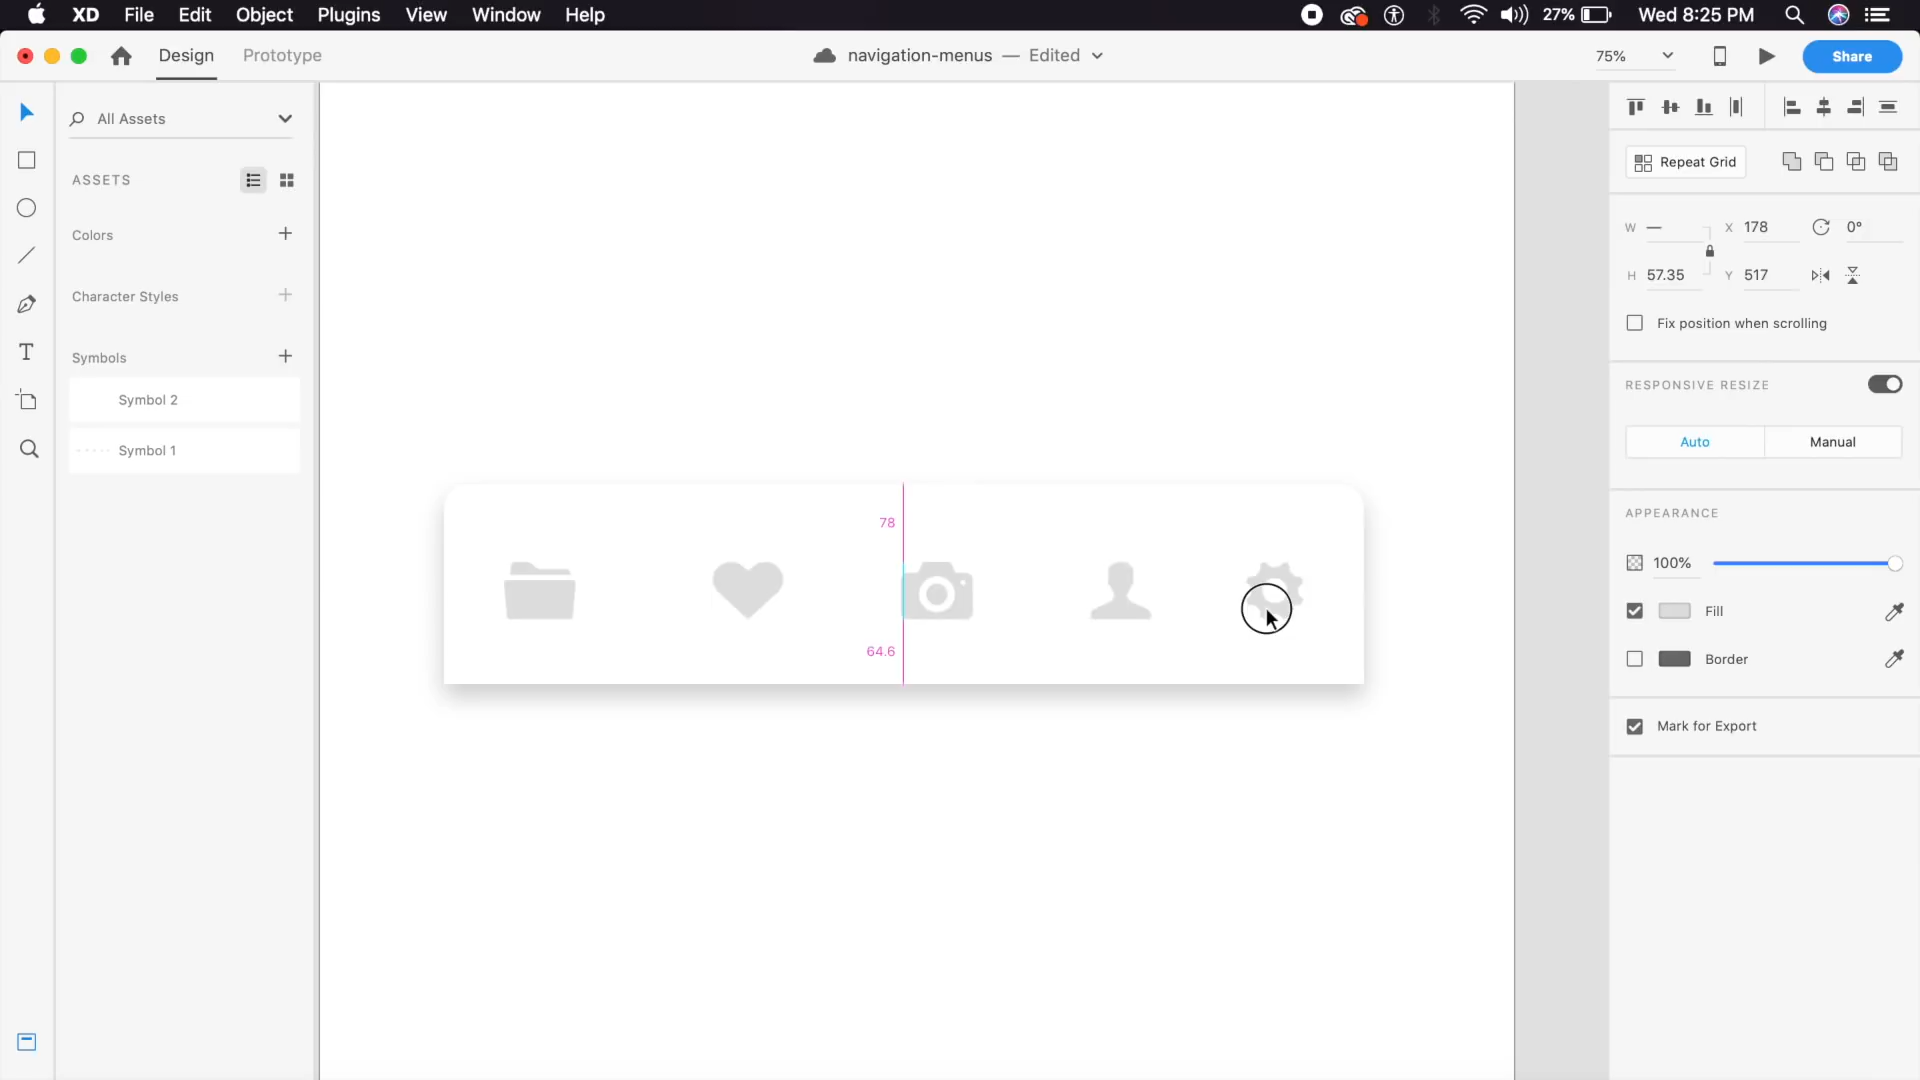 XD File Edit Object Plugins View Window Help 27% Wed 8:25 PM
Design Prototype navigation-menus — Edited 75% Share
All Assets
ASSETS
Colors
Character Styles
Symbols
Symbol 2
Symbol 1
78
64.6
Repeat Grid
W — X 178 0°
H 57.35 Y 517
Fix position when scrolling
RESPONSIVE RESIZE
Auto Manual
APPEARANCE
100%
Fill
Border
Mark for Export